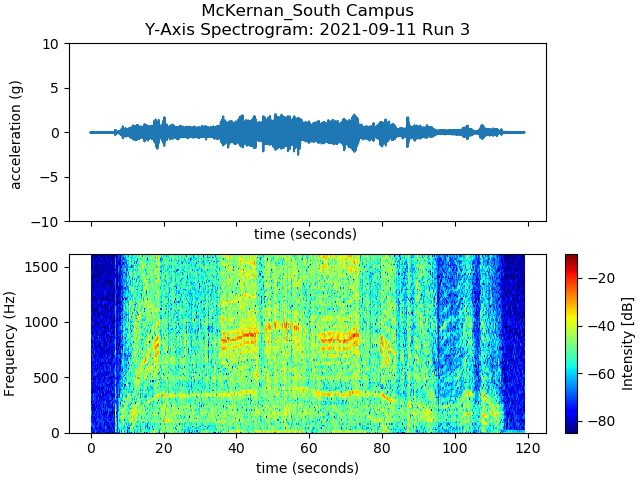 McKernan_South Campus
Y-Axis Spectrogram: 2021-09-11 Run 3
10
5
0
−5
−10
acceleration (g)
time (seconds)
1500
1000
500
0
Frequency (Hz)
0 20 40 60 80 100 120
time (seconds)
−20
−40
−60
−80
Intensity [dB]